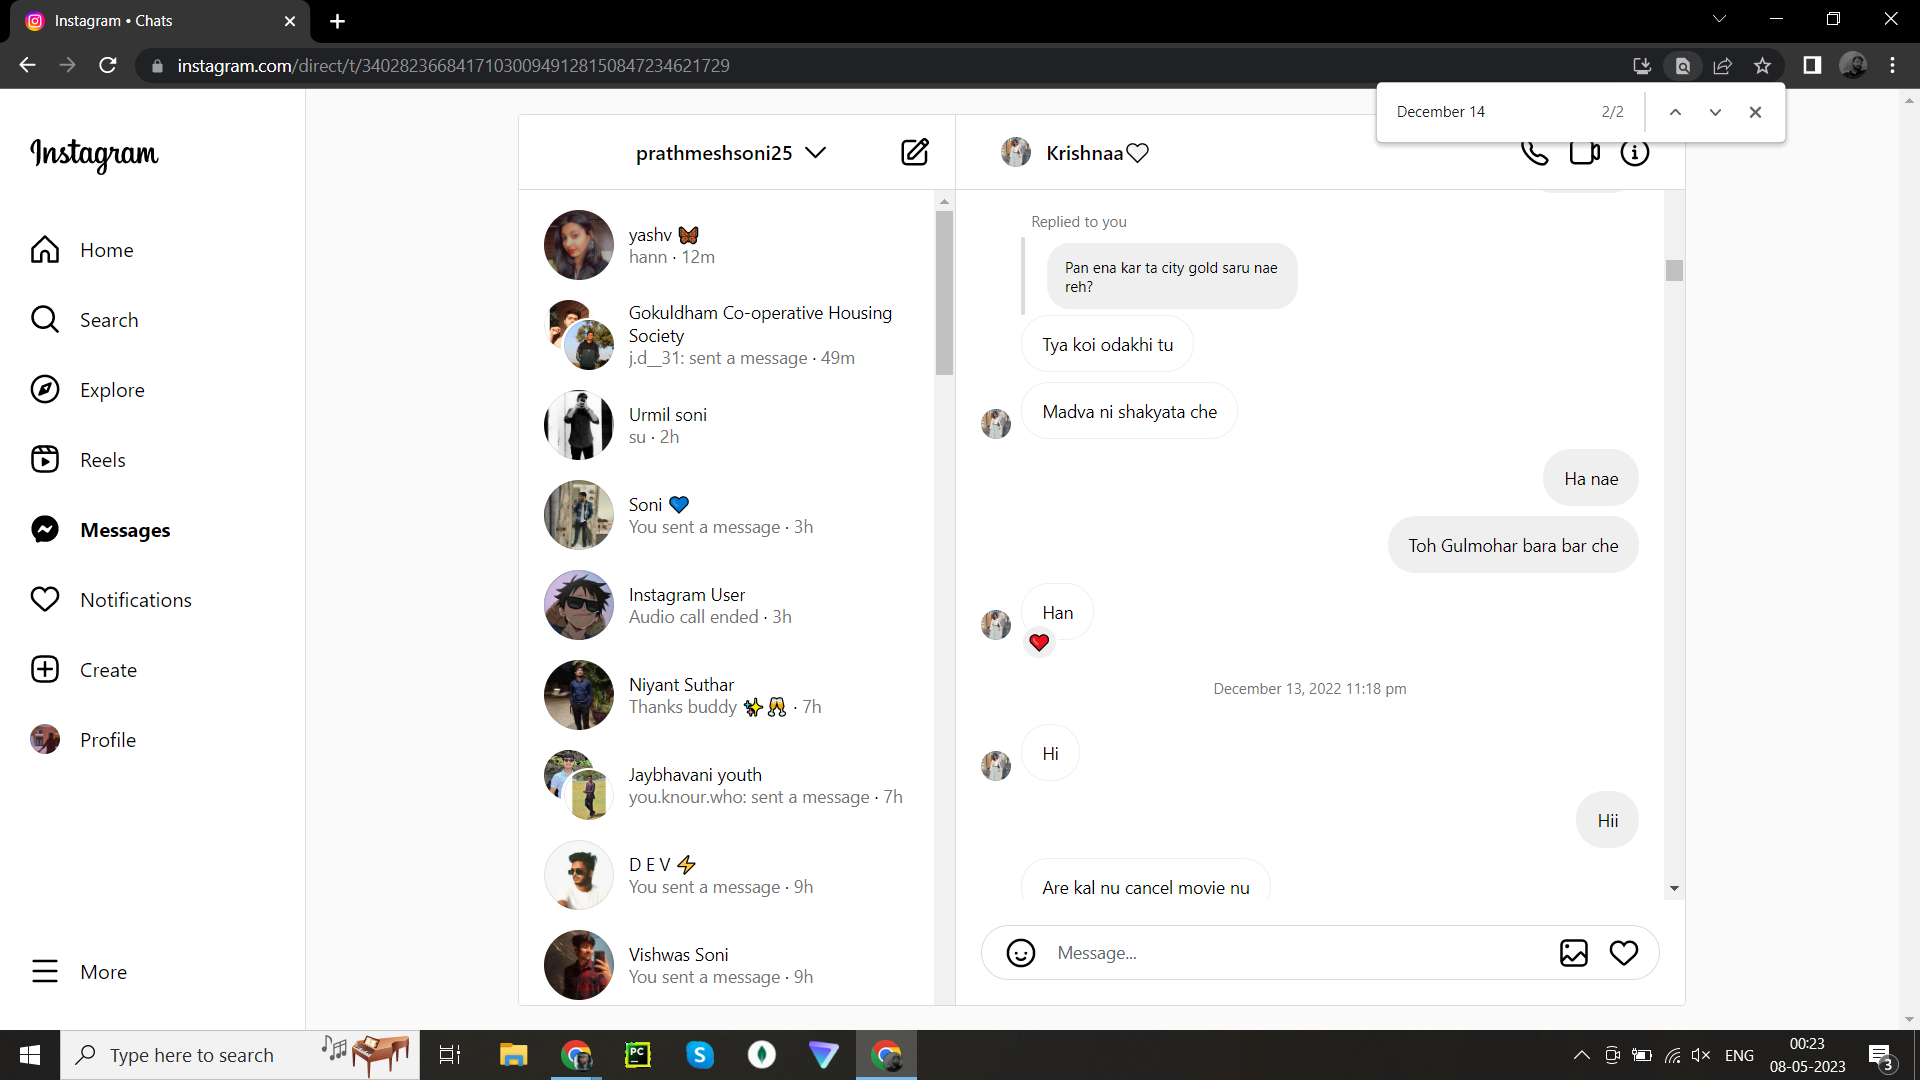 Instagram • Chats
instagram.com/direct/t/340282366841710300949128150847234621729
December 14
2/2
Instagram
Home
Search
Explore
Reels
Messages
Notifications
Create
Profile
More
prathmeshsoni25
yashv 🦋
hann · 12m
Gokuldham Co-operative Housing
Society
j.d__31: sent a message · 49m
Urmil soni
su · 2h
Soni 💙
You sent a message · 3h
Instagram User
Audio call ended · 3h
Niyant Suthar
Thanks buddy ✨🥂 · 7h
Jaybhavani youth
you.knour.who: sent a message · 7h
D E V ⚡
You sent a message · 9h
Vishwas Soni
You sent a message · 9h
Krishnaa♡
Replied to you
Pan ena kar ta city gold saru nae
reh?
Tya koi odakhi tu
Madva ni shakyata che
Ha nae
Toh Gulmohar bara bar che
Han
❤️
December 13, 2022 11:18 pm
Hi
Hii
Are kal nu cancel movie nu
Message...
Type here to search
PC
ENG
00:23
08-05-2023
3